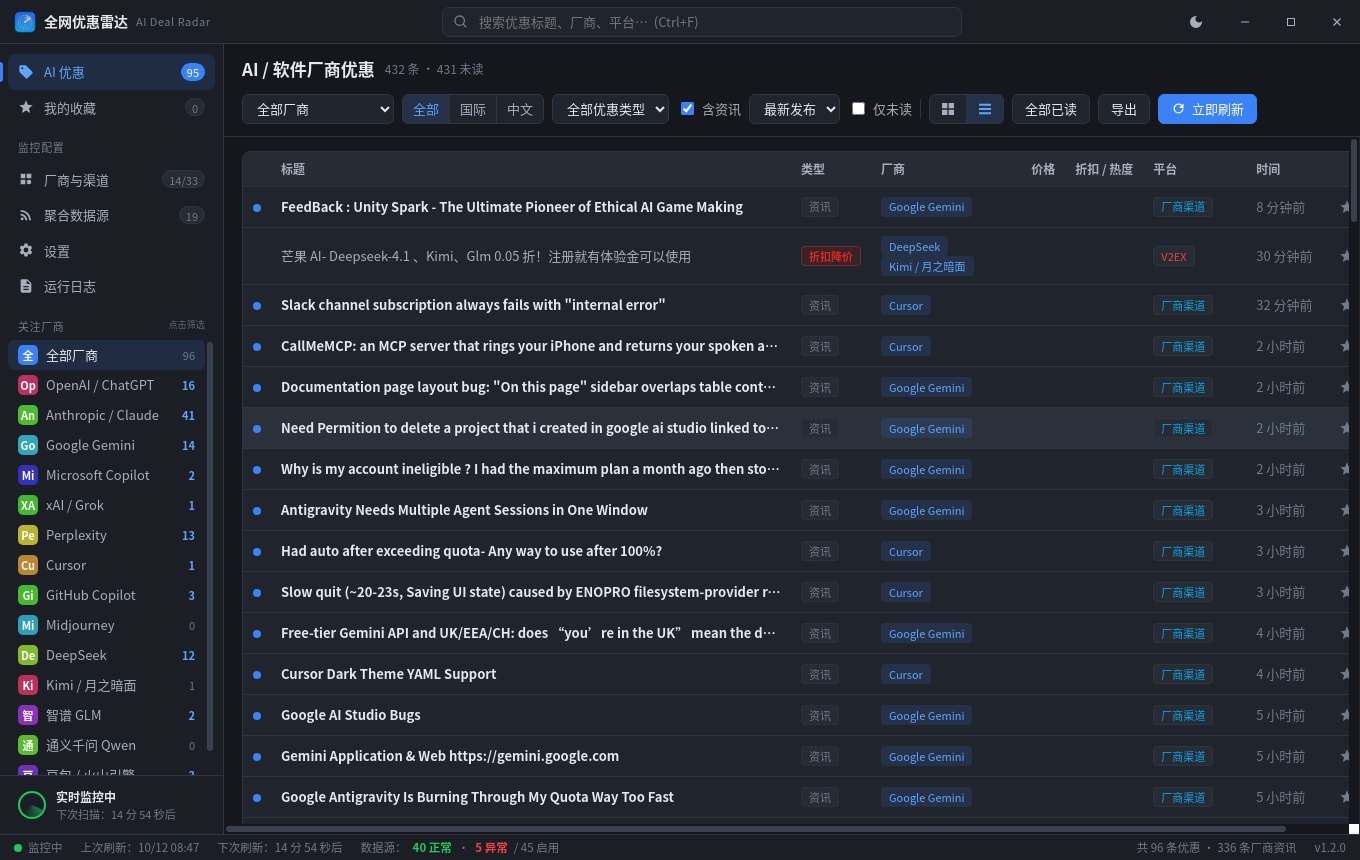 全网优惠雷达 AI Deal Radar
搜索优惠标题、厂商、平台… (Ctrl+F)
AI 优惠 95
我的收藏 0
监控配置
厂商与渠道 14/33
聚合数据源 19
设置
运行日志
关注厂商 点击筛选
全 全部厂商 96
Op OpenAI / ChatGPT 16
An Anthropic / Claude 41
Go Google Gemini 14
Mi Microsoft Copilot 2
XA xAI / Grok 1
Pe Perplexity 13
Cu Cursor 1
Gi GitHub Copilot 3
Mi Midjourney 0
De DeepSeek 12
Ki Kimi / 月之暗面 1
智 智谱 GLM 2
通 通义千问 Qwen 0
豆 豆包 / 火山引擎 3
实时监控中
下次扫描：14 分 54 秒后
AI / 软件厂商优惠 432 条 · 431 未读
全部厂商 全部 国际 中文 全部优惠类型 含资讯 最新发布 仅未读 全部已读 导出 立即刷新
标题 类型 厂商 价格 折扣 / 热度 平台 时间
FeedBack : Unity Spark - The Ultimate Pioneer of Ethical AI Game Making 资讯 Google Gemini 厂商渠道 8 分钟前
芒果 AI- Deepseek-4.1 、Kimi、Glm 0.05 折！注册就有体验金可以使用 折扣降价 DeepSeek Kimi / 月之暗面 V2EX 30 分钟前
Slack channel subscription always fails with "internal error" 资讯 Cursor 厂商渠道 32 分钟前
CallMeMCP: an MCP server that rings your iPhone and returns your spoken a… 资讯 Cursor 厂商渠道 2 小时前
Documentation page layout bug: "On this page" sidebar overlaps table cont… 资讯 Google Gemini 厂商渠道 2 小时前
Need Permition to delete a project that i created in google ai studio linked to… 资讯 Google Gemini 厂商渠道 2 小时前
Why is my account ineligible ? I had the maximum plan a month ago then sto… 资讯 Google Gemini 厂商渠道 2 小时前
Antigravity Needs Multiple Agent Sessions in One Window 资讯 Google Gemini 厂商渠道 3 小时前
Had auto after exceeding quota- Any way to use after 100%? 资讯 Cursor 厂商渠道 3 小时前
Slow quit (~20-23s, Saving UI state) caused by ENOPRO filesystem-provider r… 资讯 Cursor 厂商渠道 3 小时前
Free-tier Gemini API and UK/EEA/CH: does “you’re in the UK” mean the d… 资讯 Google Gemini 厂商渠道 4 小时前
Cursor Dark Theme YAML Support 资讯 Cursor 厂商渠道 4 小时前
Google AI Studio Bugs 资讯 Google Gemini 厂商渠道 5 小时前
Gemini Application & Web https://gemini.google.com 资讯 Google Gemini 厂商渠道 5 小时前
Google Antigravity Is Burning Through My Quota Way Too Fast 资讯 Google Gemini 厂商渠道 5 小时前
监控中 上次刷新：10/12 08:47 下次刷新：14 分 54 秒后 数据源： 40 正常 · 5 异常 / 45 启用 共 96 条优惠 · 336 条厂商资讯 v1.2.0